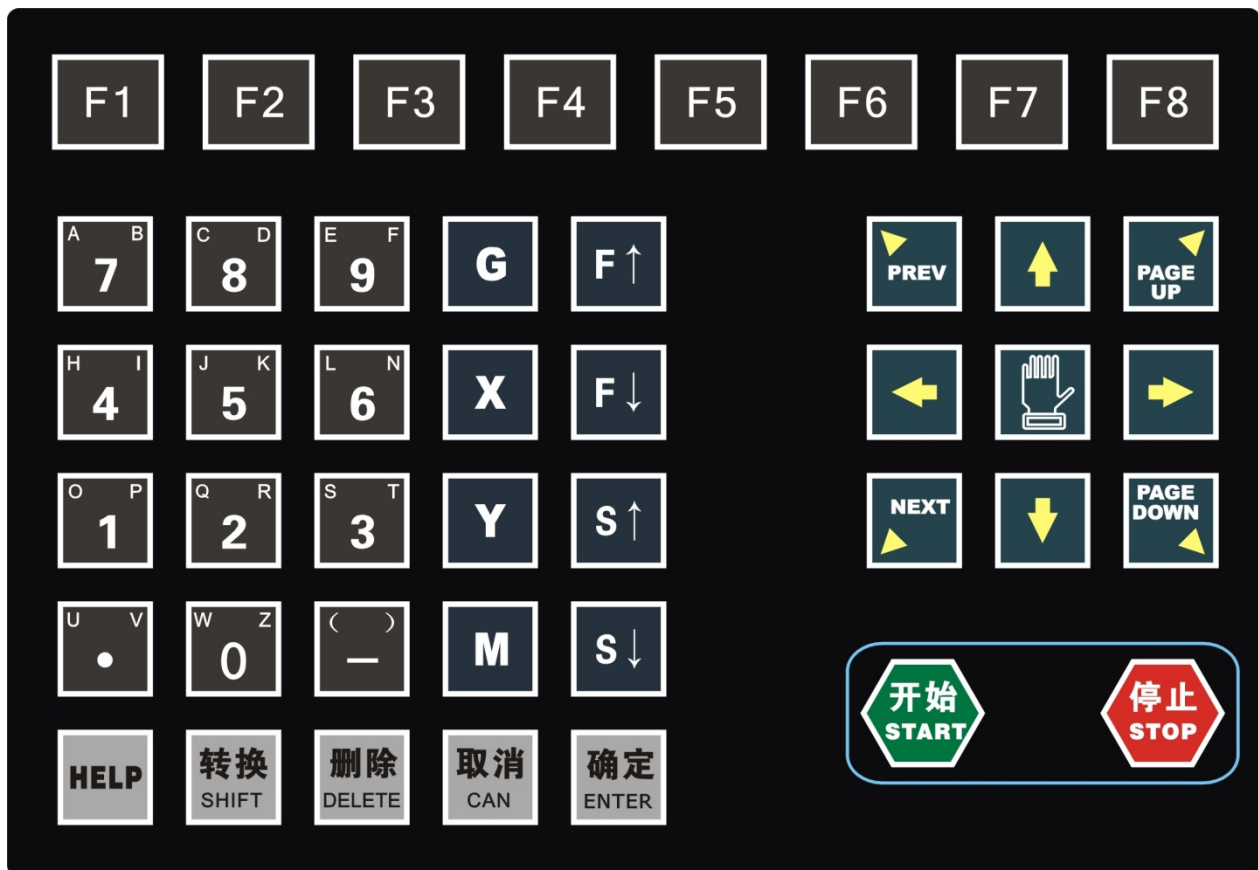 F1 F2 F3 F4 F5 F6 F7 F8
A B C D E F
7 8 9 G F↑ PREV PAGE
UP
H I J K L N
4 5 6 X F↓
O P Q R S T
1 2 3 Y S↑ NEXT PAGE
DOWN
U V W Z ( )
• 0 — M S↓
开始 停止
START STOP
HELP 转换 删除 取消 确定
SHIFT DELETE CAN ENTER